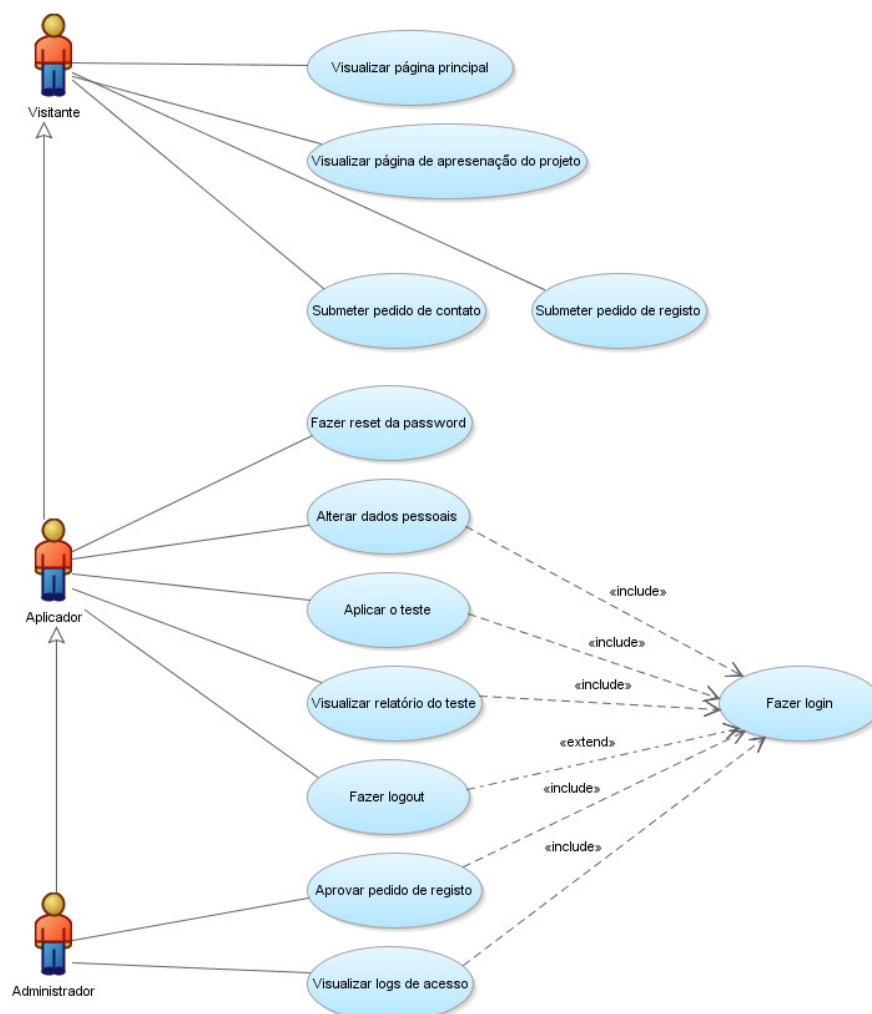 Visualizar página principal
Visitante
Visualizar página de apresenação do projeto
Submeter pedido de contato
Submeter pedido de registo
Fazer reset da password
Alterar dados pessoais
«include»
Aplicar o teste
Aplicador
«include»
«include»
Visualizar relatório do teste
Fazer login
«extend»
Fazer logout
«include»
«include»
Aprovar pedido de registo
Visualizar logs de acesso
Administrador